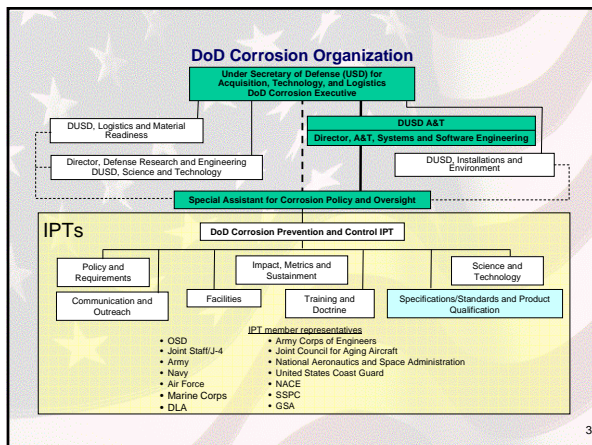 DoD Corrosion Organization
Under Secretary of Defense (USD) for
Acquisition, Technology, and Logistics
DoD Corrosion Executive
DUSD, Logistics and Material
Readiness
DUSD A&T
Director, A&T, Systems and Software Engineering
Director, Defense Research and Engineering
DUSD, Science and Technology
DUSD, Installations and
Environment
Special Assistant for Corrosion Policy and Oversight
IPTs
DoD Corrosion Prevention and Control IPT
Policy and
Requirements
Impact, Metrics and
Sustainment
Science and
Technology
Communication and
Outreach
Facilities
Training and
Doctrine
Specifications/Standards and Product
Qualification
IPT member representatives
• OSD
• Joint Staff/J-4
• Army
• Navy
• Air Force
• Marine Corps
• DLA
• Army Corps of Engineers
• Joint Council for Aging Aircraft
• National Aeronautics and Space Administration
• United States Coast Guard
• NACE
• SSPC
• GSA
3